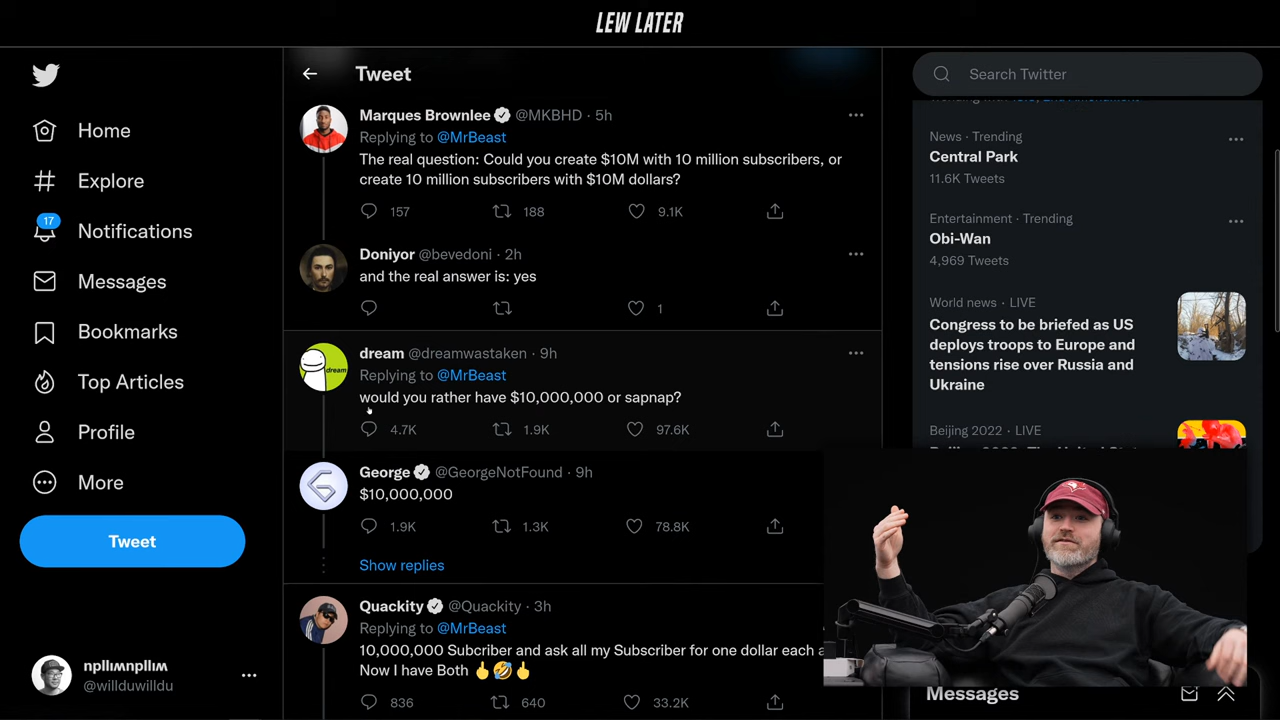 LEW LATER
Home
Explore
17
Notifications
Messages
Bookmarks
Top Articles
Profile
More
Tweet
npllıмnpllıм
@willduwilldu
Tweet
Marques Brownlee @MKBHD · 5h
Replying to @MrBeast
The real question: Could you create $10M with 10 million subscribers, or
create 10 million subscribers with $10M dollars?
157 188 9.1K
Doniyor @bevedoni · 2h
and the real answer is: yes
1
dream @dreamwastaken · 9h
dream
Replying to @MrBeast
would you rather have $10,000,000 or sapnap?
4.7K 1.9K 97.6K
George @GeorgeNotFound · 9h
$10,000,000
1.9K 1.3K 78.8K
Show replies
Quackity @Quackity · 3h
Replying to @MrBeast
10,000,000 Subcriber and ask all my Subscriber for one dollar each a
Now I have Both 🖕🤣🖕
836 640 33.2K
Search Twitter
News · Trending
Central Park
11.6K Tweets
Entertainment · Trending
Obi-Wan
4,969 Tweets
World news · LIVE
Congress to be briefed as US
deploys troops to Europe and
tensions rise over Russia and
Ukraine
Beijing 2022 · LIVE
Messages